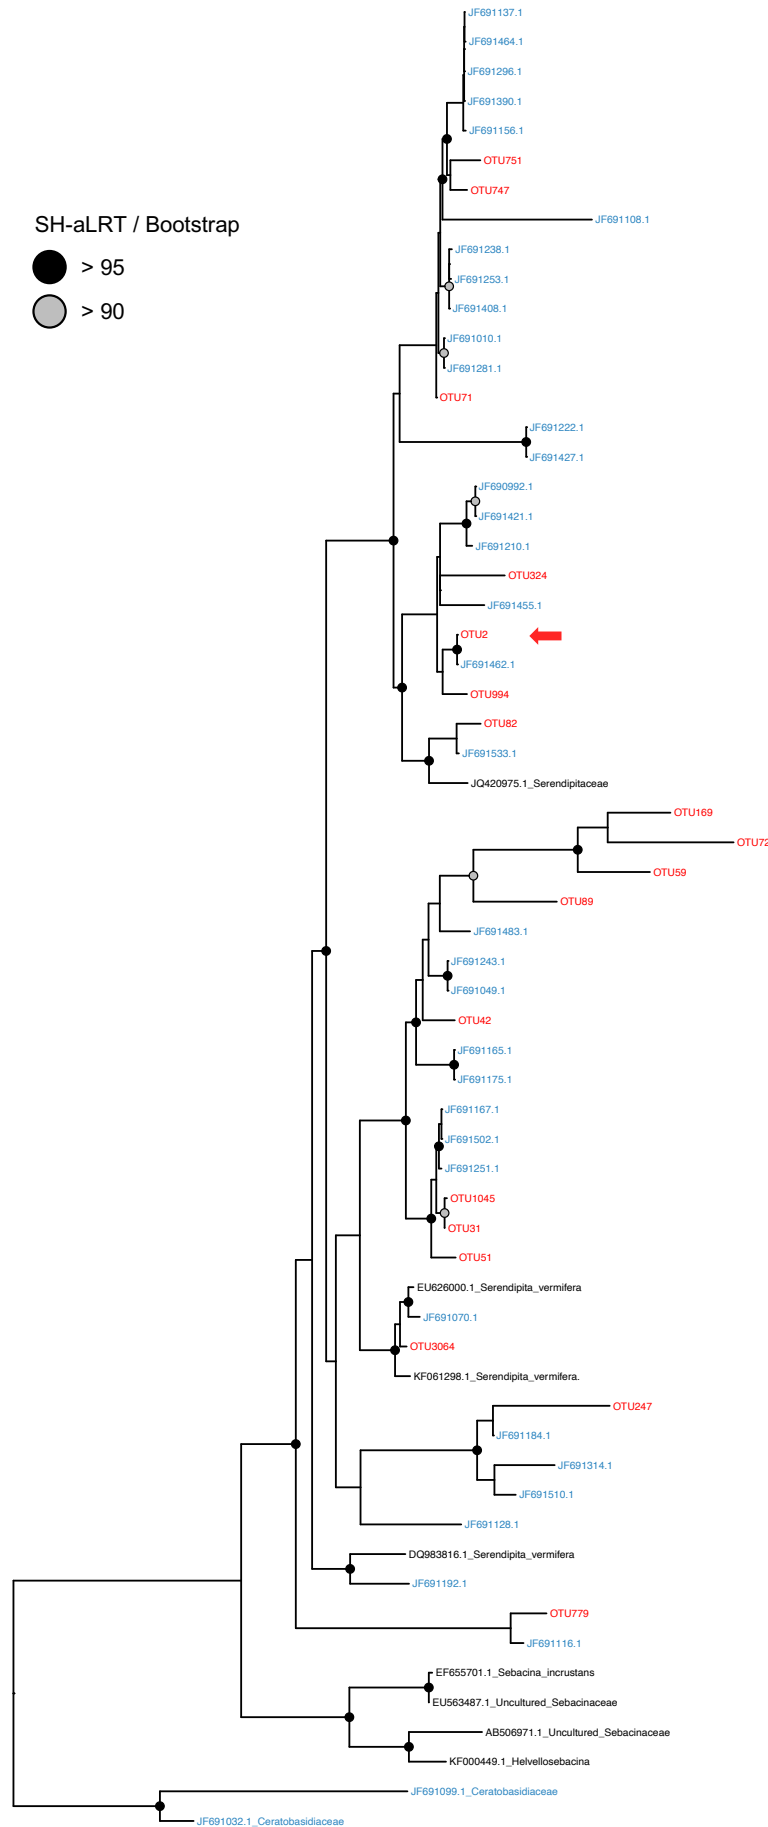 JF691137.1
JF691464.1
JF691296.1
JF691390.1
JF691156.1
OTU751
OTU747
SH-aLRT / Bootstrap
> 95
> 90
JF691108.1
JF691238.1
JF691253.1
JF691408.1
JF691010.1
JF691281.1
OTU71
JF691222.1
JF691427.1
JF690992.1
JF691421.1
JF691210.1
OTU324
JF691455.1
OTU2
JF691462.1
OTU994
OTU82
JF691533.1
JQ420975.1_Serendipitaceae
OTU169
OTU72
OTU59
OTU89
JF691483.1
JF691243.1
JF691049.1
OTU42
JF691165.1
JF691175.1
JF691167.1
JF691502.1
JF691251.1
OTU1045
OTU31
OTU51
EU626000.1_Serendipita_vermifera
JF691070.1
OTU3064
KF061298.1_Serendipita_vermifera.
OTU247
JF691184.1
JF691314.1
JF691510.1
JF691128.1
DQ983816.1_Serendipita_vermifera
JF691192.1
OTU779
JF691116.1
EF655701.1_Sebacina_incrustans
EU563487.1_Uncultured_Sebacinaceae
AB506971.1_Uncultured_Sebacinaceae
KF000449.1_Helvellosebacina
JF691099.1_Ceratobasidiaceae
JF691032.1_Ceratobasidiaceae